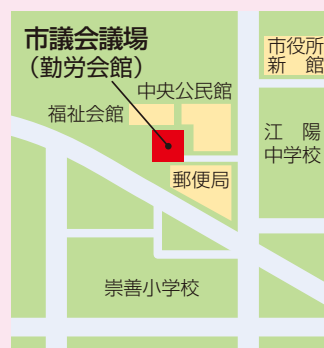 市議会議場
（勤労会館）
市役所
新館
中央公民館
福祉会館
江陽
中学校
郵便局
崇善小学校